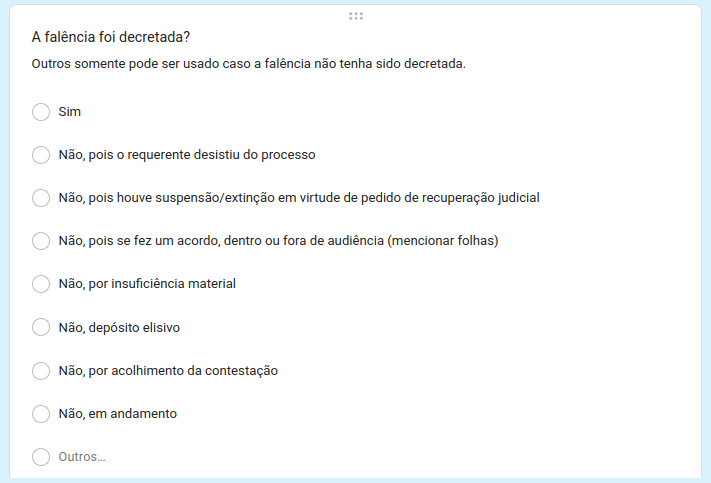 A falência foi decretada?
Outros somente pode ser usado caso a falência não tenha sido decretada.
Sim
Não, pois o requerente desistiu do processo
Não, pois houve suspensão/extinção em virtude de pedido de recuperação judicial
Não, pois se fez um acordo, dentro ou fora de audiência (mencionar folhas)
Não, por insuficiência material
Não, depósito elisivo
Não, por acolhimento da contestação
Não, em andamento
Outros...